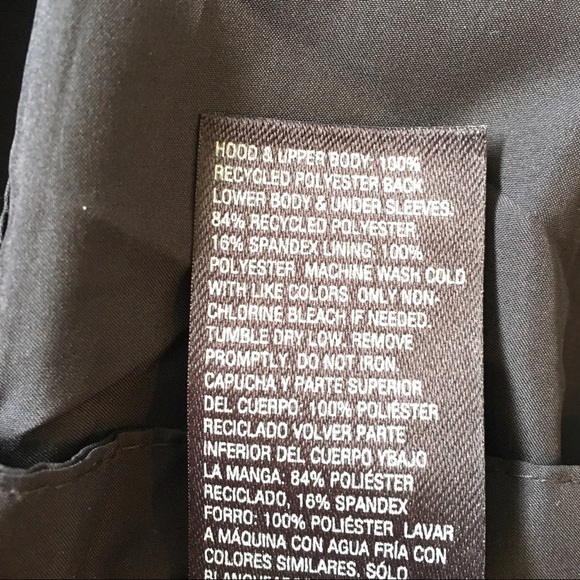 HOOD & UPPER BODY: 100%
RECYCLED POLYESTER BACK
LOWER BODY & UNDER SLEEVES.
84% RECYCLED POLYESTER
16% SPANDEX LINING: 100%
POLYESTER MACHINE WASH COLD
WITH LIKE COLORS ONLY NON-
CHLORINE BLEACH IF NEEDED.
TUMBLE DRY LOW. REMOVE
PROMPTLY. DO NOT IRON.
CAPUCHA Y PARTE SUPERIOR
DEL CUERPO: 100% POLIÉSTER
RECICLADO VOLVER PARTE
INFERIOR DEL CUERPO YBAJO
LA MANGA: 84% POLIÉSTER
RECICLADO, 16% SPANDEX
FORRO: 100% POLIÉSTER LAVAR
A MÁQUINA CON AGUA FRÍA CON
COLORES SIMILARES. SÓLO